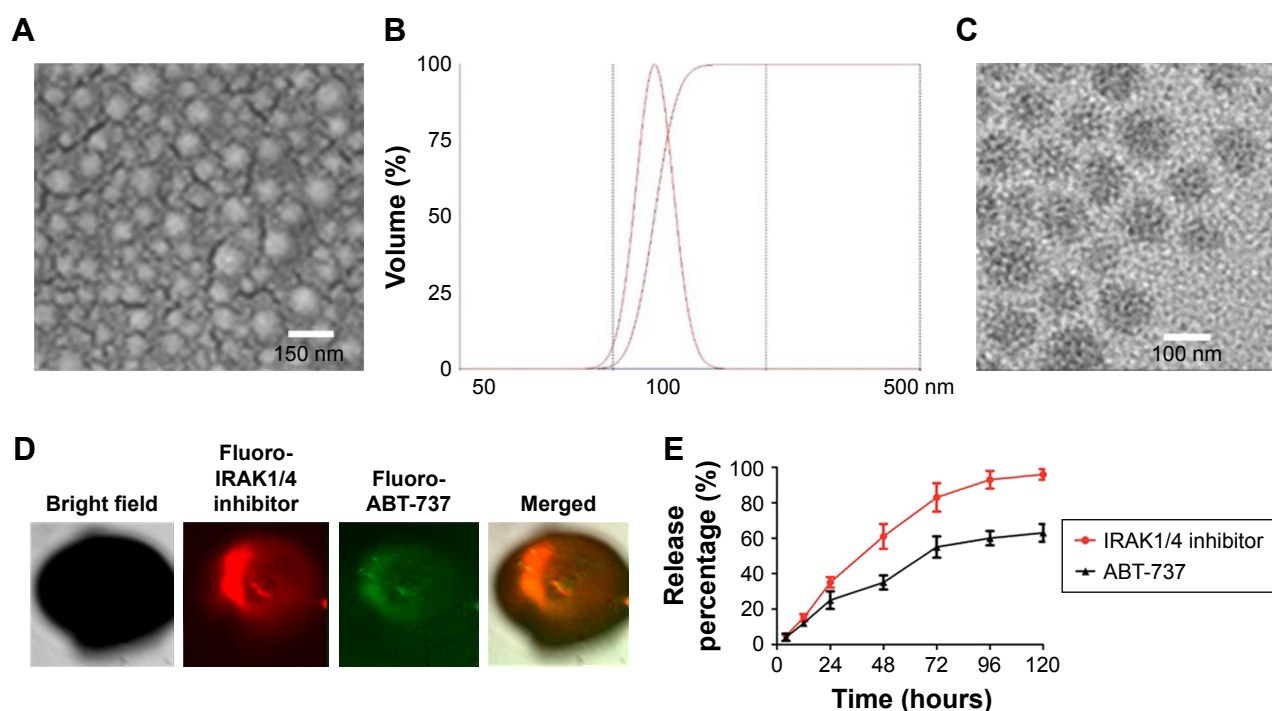 A
150 nm
B
Volume (%)
100
75
50
25
0
50
100
500 nm
C
100 nm
D
Bright field
Fluoro-
IRAK1/4
inhibitor
Fluoro-
ABT-737
Merged
E
Release
percentage (%)
100
80
60
40
20
0
0
24
48
72
96
120
Time (hours)
IRAK1/4 inhibitor
ABT-737